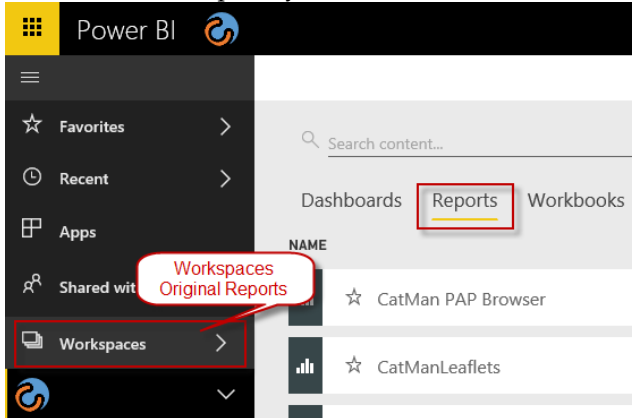 Power BI
Favorites
Recent
Apps
Shared wit
Workspaces
Original Reports
Workspaces
Search content...
Dashboards Reports Workbooks
NAME
CatMan PAP Browser
CatManLeaflets